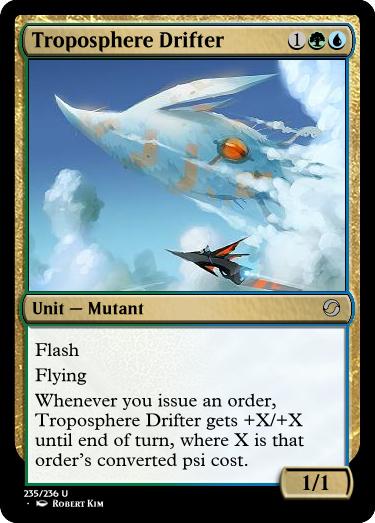 Troposphere Drifter 1
Unit — Mutant
Flash
Flying
Whenever you issue an order,
Troposphere Drifter gets +X/+X
until end of turn, where X is that
order's converted psi cost.
1/1
235/236 U
· Robert Kim